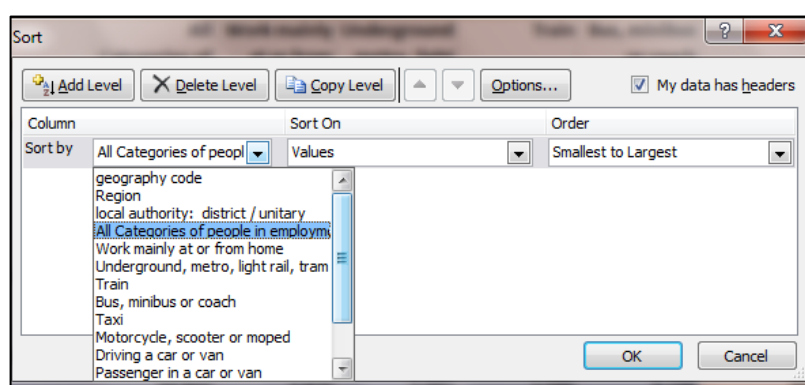 Sort
?
X
Add Level Delete Level Copy Level Options... My data has headers
Column Sort On Order
Sort by All Categories of peopl Values Smallest to Largest
geography code
Region
local authority: district / unitary
All Categories of people in employm
Work mainly at or from home
Underground, metro, light rail, tram
Train
Bus, minibus or coach
Taxi
Motorcycle, scooter or moped
Driving a car or van
Passenger in a car or van
OK Cancel